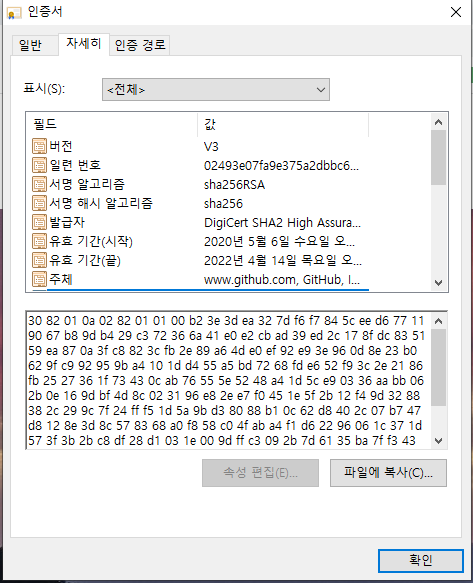 인증서
일반
자세히
인증 경로
표시(S):
<전체>
필드 값
버전 V3
일련 번호 02493e07fa9e375a2dbbc6...
서명 알고리즘 sha256RSA
서명 해시 알고리즘 sha256
발급자 DigiCert SHA2 High Assura...
유효 기간(시작) 2020년 5월 6일 수요일 오...
유효 기간(끝) 2022년 4월 14일 목요일 오...
주체 www.github.com, GitHub, I...
30 82 01 0a 02 82 01 01 00 b2 3e 3d ea 32 7d f6 f7 84 5c ee d6 77 11
90 67 b8 9d b4 29 c3 72 36 6a 41 e0 e2 cb ad 39 ed 2c 17 8f dc 83 51
59 ea 87 0a 3f c8 82 3c fb 2e 89 a6 4d e0 ef 92 e9 3e 96 0d 8e 23 b0
62 9f c9 92 95 9b a4 10 1d d4 55 a5 bd 72 68 fd e6 52 f9 3c 2e 21 86
fb 25 27 36 1f 73 43 0c ab 76 55 5e 52 48 a4 1d 5c e9 03 36 aa bb 06
2b 0e 16 9d bf 4d 8c 02 31 96 e8 2e e7 f0 45 1e 5f 2b 12 f4 9d 32 88
38 2c 29 9c 7f 24 ff f5 1d 5a 9b d3 80 88 b1 0c 62 d8 40 2c 07 b7 47
d8 12 8e 3d 8c 57 83 68 a0 f8 58 c0 4f ab a4 f1 d6 22 96 06 1c 37 1d
57 3f 3b 2b c8 df 28 d1 03 1e 00 9d ff c3 09 2b 7d 61 35 ba 7f f3 43
속성 편집(E)...
파일에 복사(C)...
확인